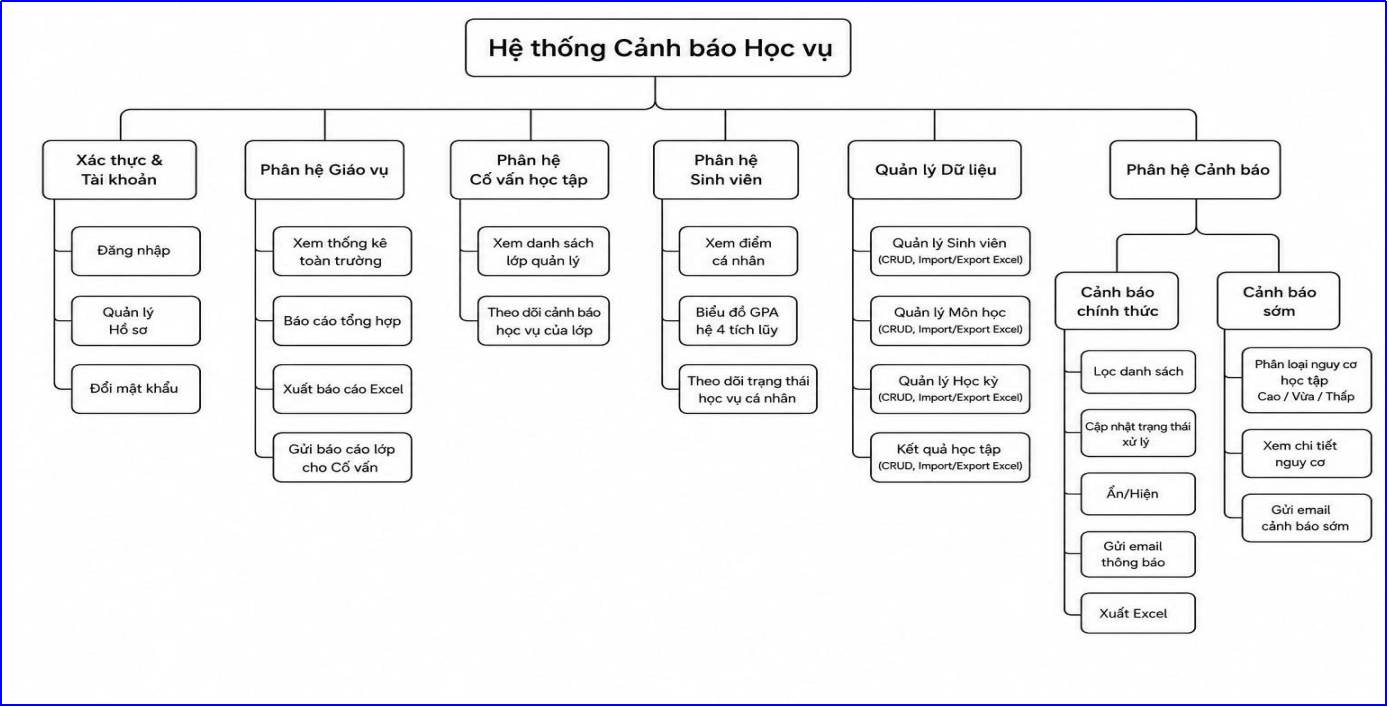 Hệ thống Cảnh báo Học vụ
Xác thực &
Tài khoản
Đăng nhập
Quản lý
Hồ sơ
Đổi mật khẩu
Phân hệ Giáo vụ
Xem thống kê
toàn trường
Báo cáo tổng hợp
Xuất báo cáo Excel
Gửi báo cáo lớp
cho Cố vấn
Phân hệ
Cố vấn học tập
Xem danh sách
lớp quản lý
Theo dõi cảnh báo
học vụ của lớp
Phân hệ
Sinh viên
Xem điểm
cá nhân
Biểu đồ GPA
hệ 4 tích lũy
Theo dõi trạng thái
học vụ cá nhân
Quản lý Dữ liệu
Quản lý Sinh viên
(CRUD, Import/Export Excel)
Quản lý Môn học
(CRUD, Import/Export Excel)
Quản lý Học kỳ
(CRUD, Import/Export Excel)
Kết quả học tập
(CRUD, Import/Export Excel)
Phân hệ Cảnh báo
Cảnh báo
chính thức
Lọc danh sách
Cập nhật trạng thái
xử lý
Ẩn/Hiện
Gửi email
thông báo
Xuất Excel
Cảnh báo
sớm
Phân loại nguy cơ
học tập
Cao / Vừa / Thấp
Xem chi tiết
nguy cơ
Gửi email
cảnh báo sớm